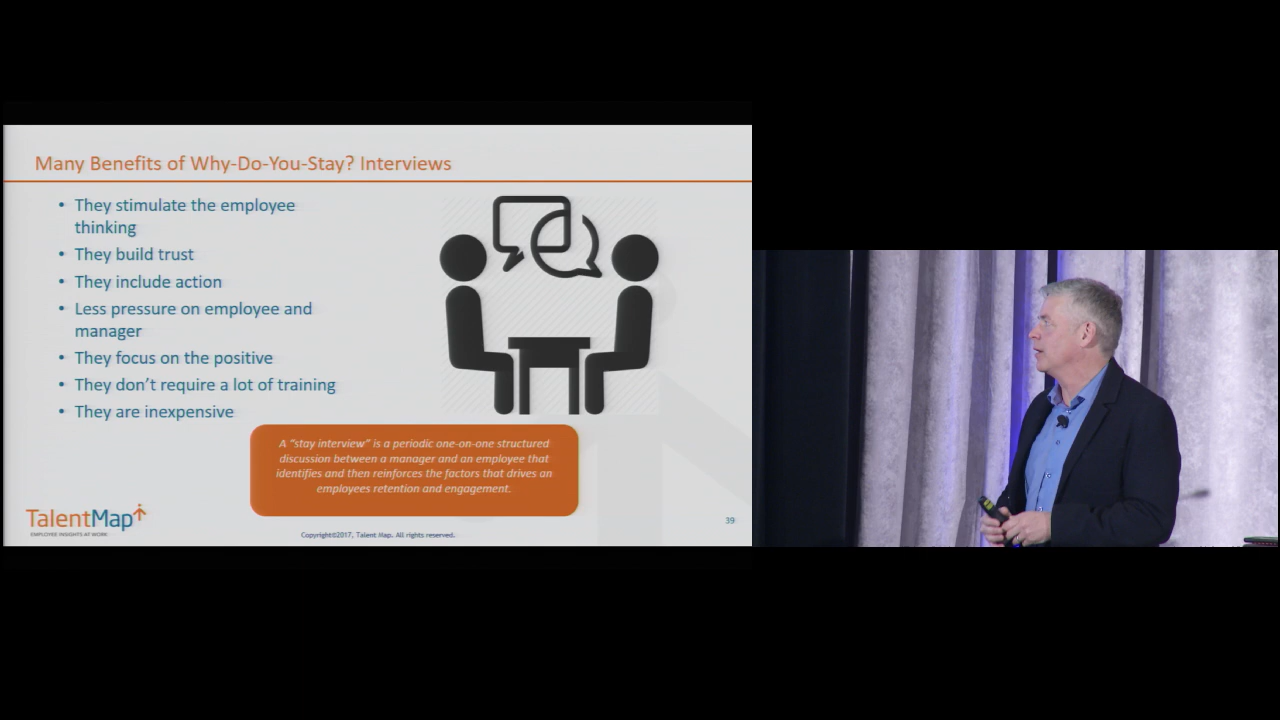 Many Benefits of Why-Do-You-Stay? Interviews
• They stimulate the employee
thinking
• They build trust
• They include action
• Less pressure on employee and
manager
• They focus on the positive
• They don't require a lot of training
• They are inexpensive
A "stay interview" is a periodic one-on-one structured
discussion between a manager and an employee that
identifies and then reinforces the factors that drives an
employees retention and engagement.
TalentMap
EMPLOYEE INSIGHTS AT WORK
Copyright©2017, Talent Map. All rights reserved.
39